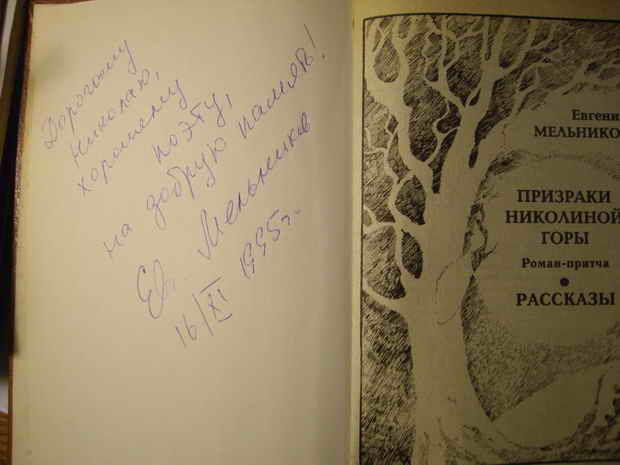 Дорогому
Николаю,
хорошему
поэту,
на добрую память!
Ев. Мельников
16/XI 1995г.
Евгени
МЕЛЬНИКО
ПРИЗРАКИ
НИКОЛИНОЙ
ГОРЫ
Роман-притча
РАССКАЗЫ